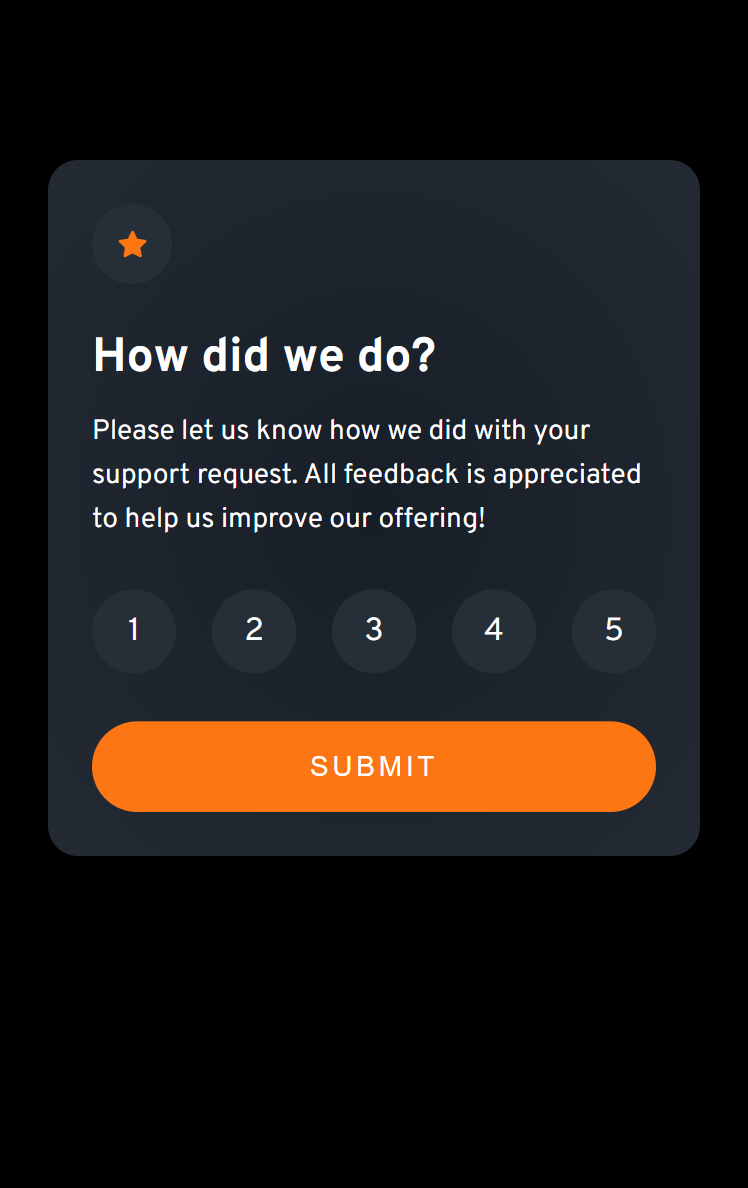 How did we do?
Please let us know how we did with your
support request. All feedback is appreciated
to help us improve our offering!
1 2 3 4 5
SUBMIT